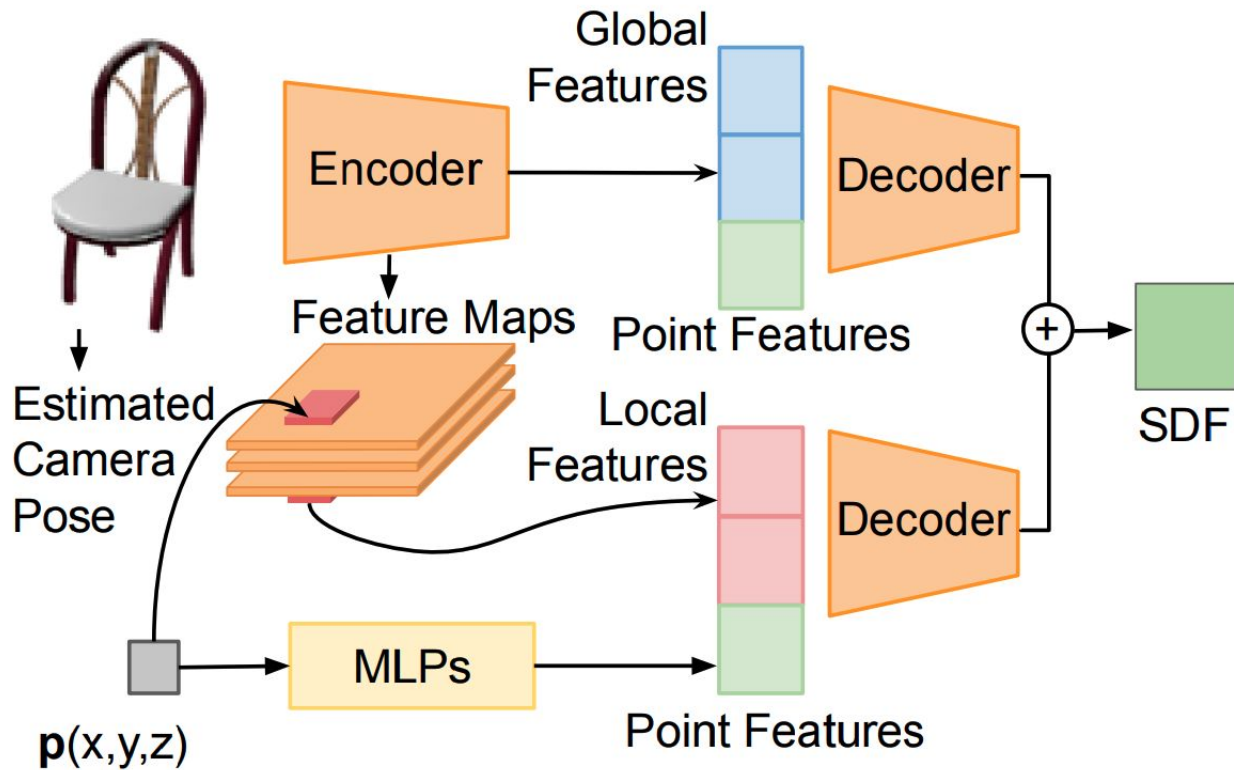 Global
Features
Encoder
Decoder
Feature Maps
Point Features
+
Estimated
Camera
Pose
Local
Features
SDF
Decoder
MLPs
p(x,y,z)
Point Features